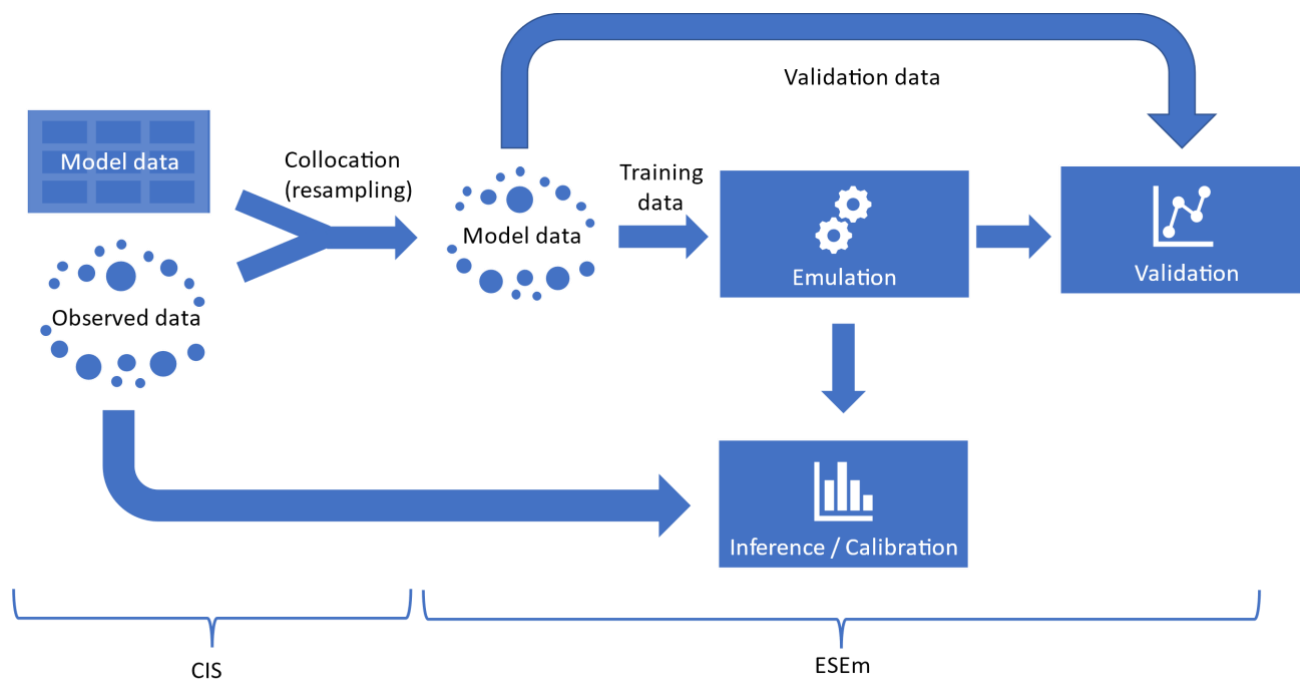 Validation data
Model data
Collocation
(resampling)
Training
data
Model data
Emulation
Validation
Observed data
Inference / Calibration
CIS
ESEm